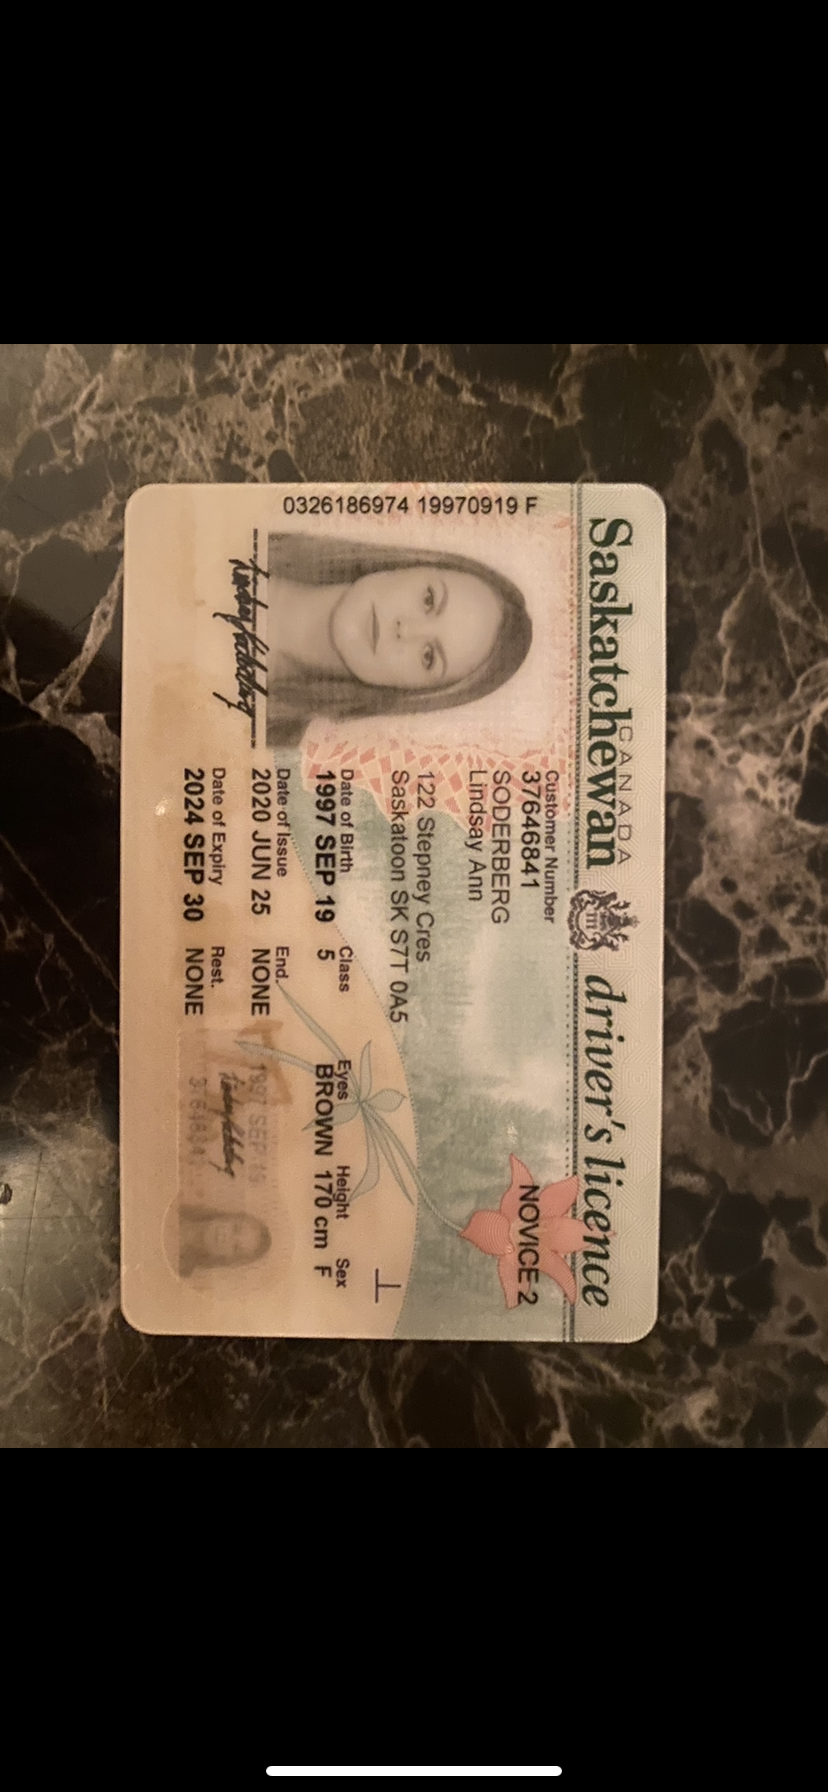 CANADA
Saskatchewan driver's licence
0326186974 19970919 F
Customer Number
37646841
NOVICE 2
SODERBERG
Lindsay Ann
122 Stepney Cres
Saskatoon SK S7T 0A5
Date of Birth Class Eyes Height Sex
1997 SEP 19 5 BROWN 170 cm F
Date of Issue End.
2020 JUN 25 NONE
Date of Expiry Rest.
2024 SEP 30 NONE
1997 SEP 19